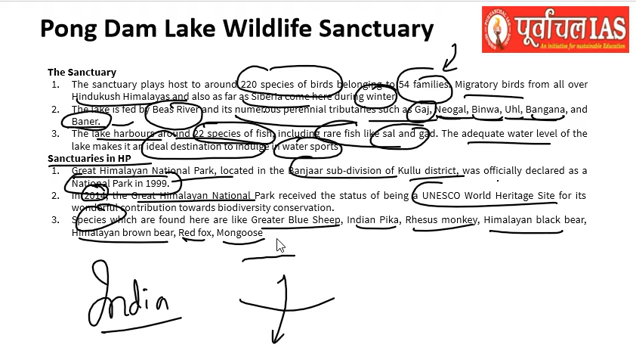 Pong Dam Lake Wildlife Sanctuary
पूर्वांचल IAS
An initiative for sustainable Education
The Sanctuary
1. The sanctuary plays host to around 220 species of birds belonging to 54 families. Migratory birds from all over
Hindukush Himalayas and also as far as Siberia come here during winter.
2. The lake is fed by Beas River and its numerous perennial tributaries such as Gaj, Neogal, Binwa, Uhl, Bangana, and
Baner.
3. The lake harbours around 22 species of fish, including rare fish like sal and gad. The adequate water level of the
lake makes it an ideal destination to indulge in water sports.
Sanctuaries in HP
1. Great Himalayan National Park, located in the Banjaar sub-division of Kullu district, was officially declared as a
National Park in 1999.
2. In 2014, the Great Himalayan National Park received the status of being a UNESCO World Heritage Site for its
wonderful contribution towards biodiversity conservation.
3. Species which are found here are like Greater Blue Sheep, Indian Pika, Rhesus monkey, Himalayan black bear,
Himalayan brown bear, Red fox, Mongoose
India